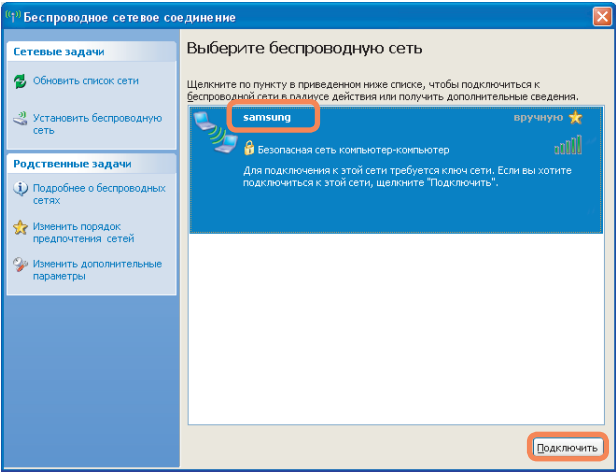 Беспроводное сетевое соединение
Сетевые задачи
Обновить список сети
Установить беспроводную
сеть
Родственные задачи
Подробнее о беспроводных
сетях
Изменить порядок
предпочтения сетей
Изменить дополнительные
параметры
Выберите беспроводную сеть
Щелкните по пункту в приведенном ниже списке, чтобы подключиться к
беспроводной сети в радиусе действия или получить дополнительные сведения.
samsung
вручную
Безопасная сеть компьютер-компьютер
Для подключения к этой сети требуется ключ сети. Если вы хотите
подключиться к этой сети, щелкните "Подключить".
Подключить